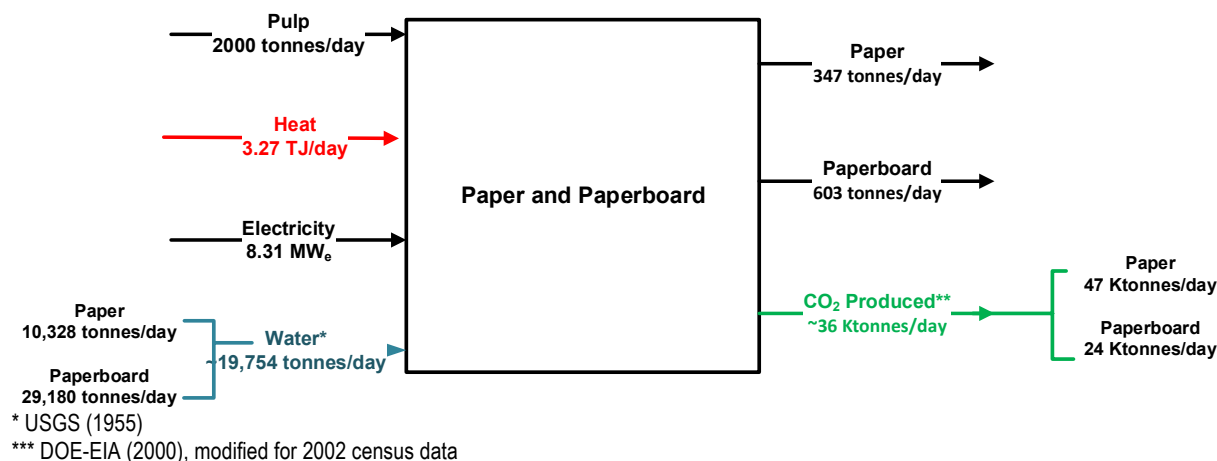 Pulp
2000 tonnes/day
Heat
3.27 TJ/day
Electricity
8.31 MWₑ
Paper
10,328 tonnes/day
Paperboard
29,180 tonnes/day
Water*
~19,754 tonnes/day
Paper and Paperboard
Paper
347 tonnes/day
Paperboard
603 tonnes/day
CO₂ Produced**
~36 Ktonnes/day
Paper
47 Ktonnes/day
Paperboard
24 Ktonnes/day
* USGS (1955)
*** DOE-EIA (2000), modified for 2002 census data